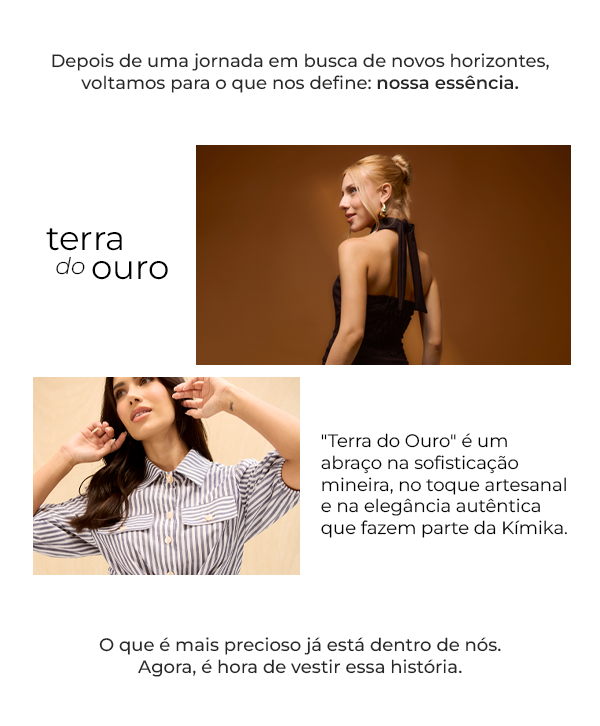 Depois de uma jornada em busca de novos horizontes,
voltamos para o que nos define: nossa essência.
terra
do ouro
"Terra do Ouro" é um
abraço na sofisticação
mineira, no toque artesanal
e na elegância autêntica
que fazem parte da Kímika.
O que é mais precioso já está dentro de nós.
Agora, é hora de vestir essa história.